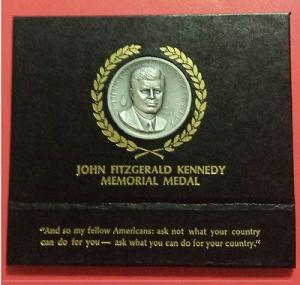 JOHN FITZGERALD KENNEDY
MEMORIAL MEDAL
"And so my fellow Americans: ask not what your country
can do for you — ask what you can do for your country."